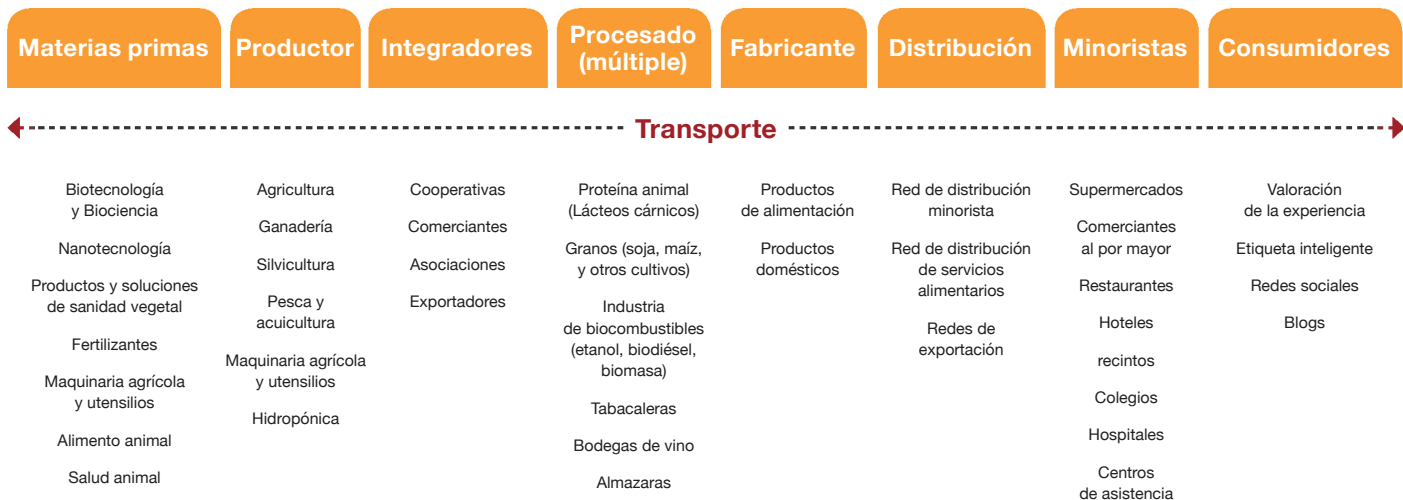 Materias primas
Productor
Integradores
Procesado
(múltiple)
Fabricante
Distribución
Minoristas
Consumidores
Transporte
Biotecnología
y Biociencia
Nanotecnología
Productos y soluciones
de sanidad vegetal
Fertilizantes
Maquinaria agrícola
y utensilios
Alimento animal
Salud animal
Agricultura
Ganadería
Silvicultura
Pesca y
acuicultura
Maquinaria agrícola
y utensilios
Hidropónica
Cooperativas
Comerciantes
Asociaciones
Exportadores
Proteína animal
(Lácteos cárnicos)
Granos (soja, maíz,
y otros cultivos)
Industria
de biocombustibles
(etanol, biodiésel,
biomasa)
Tabacaleras
Bodegas de vino
Almazaras
Productos
de alimentación
Productos
domésticos
Red de distribución
minorista
Red de distribución
de servicios
alimentarios
Redes de
exportación
Supermercados
Comerciantes
al por mayor
Restaurantes
Hoteles
recintos
Colegios
Hospitales
Centros
de asistencia
Valoración
de la experiencia
Etiqueta inteligente
Redes sociales
Blogs